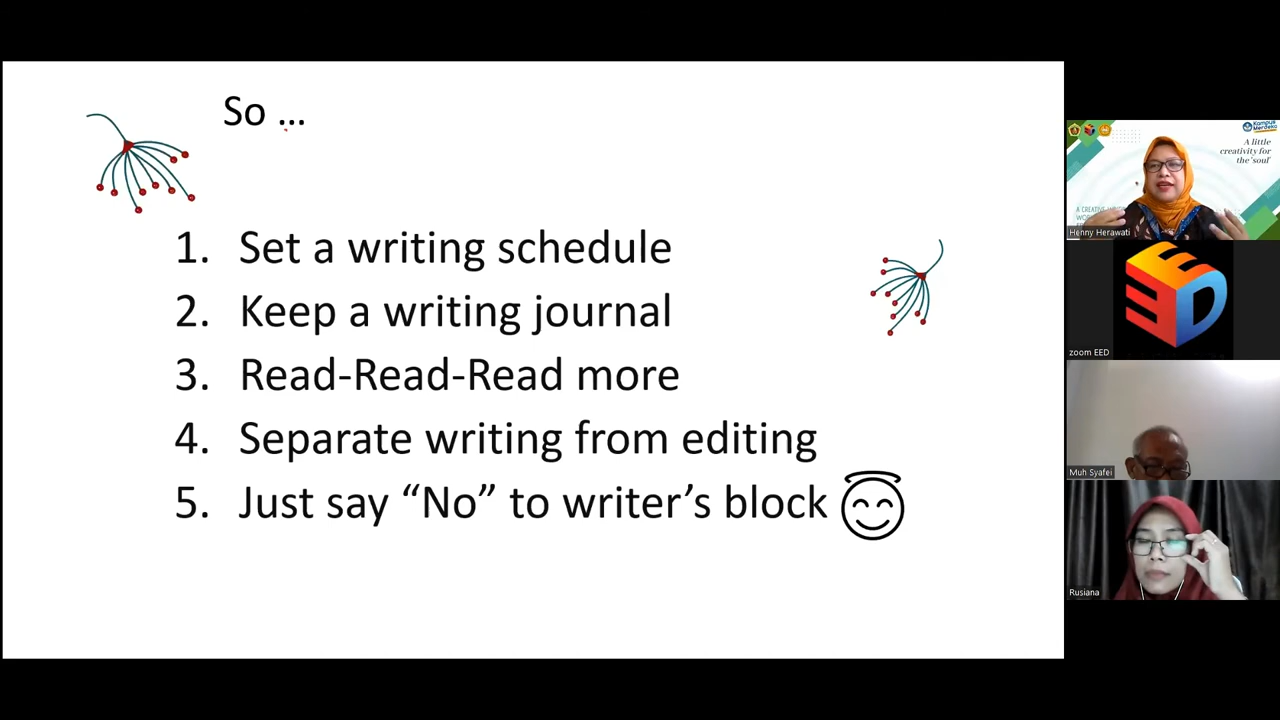 So ...
1. Set a writing schedule
2. Keep a writing journal
3. Read-Read-Read more
4. Separate writing from editing
5. Just say “No” to writer’s block
Kampus
Merdeka
A little
creativity for
the 'soul'
Henny Herawati
zoom EED
Muh Syafei
Rusiana